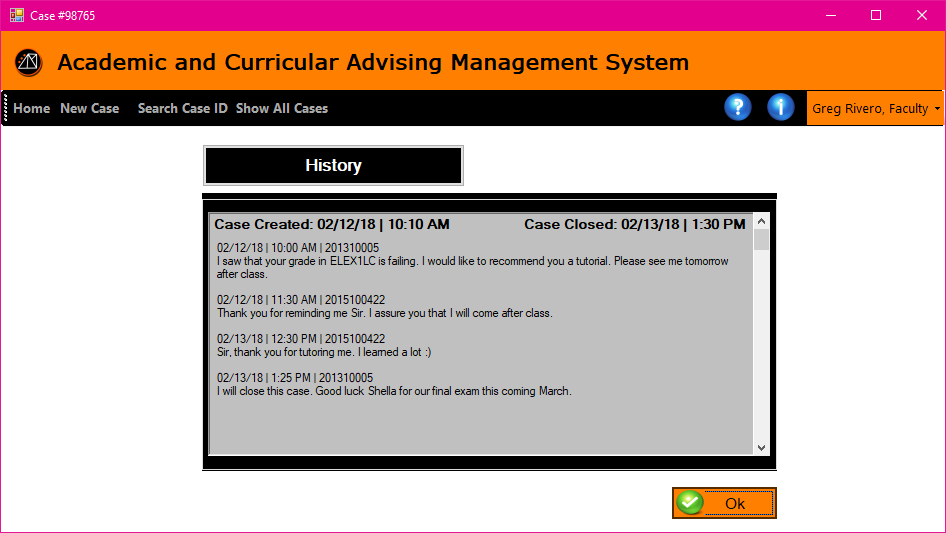 Case #98765
Academic and Curricular Advising Management System
Home New Case Search Case ID Show All Cases ? i Greg Rivero, Faculty
History
Case Created: 02/12/18 | 10:10 AM Case Closed: 02/13/18 | 1:30 PM
02/12/18 | 10:00 AM | 201310005
I saw that your grade in ELEX1LC is failing. I would like to recommend you a tutorial. Please see me tomorrow
after class.
02/12/18 | 11:30 AM | 2015100422
Thank you for reminding me Sir. I assure you that I will come after class.
02/13/18 | 12:30 PM | 2015100422
Sir, thank you for tutoring me. I learned a lot :)
02/13/18 | 1:25 PM | 201310005
I will close this case. Good luck Shella for our final exam this coming March.
Ok